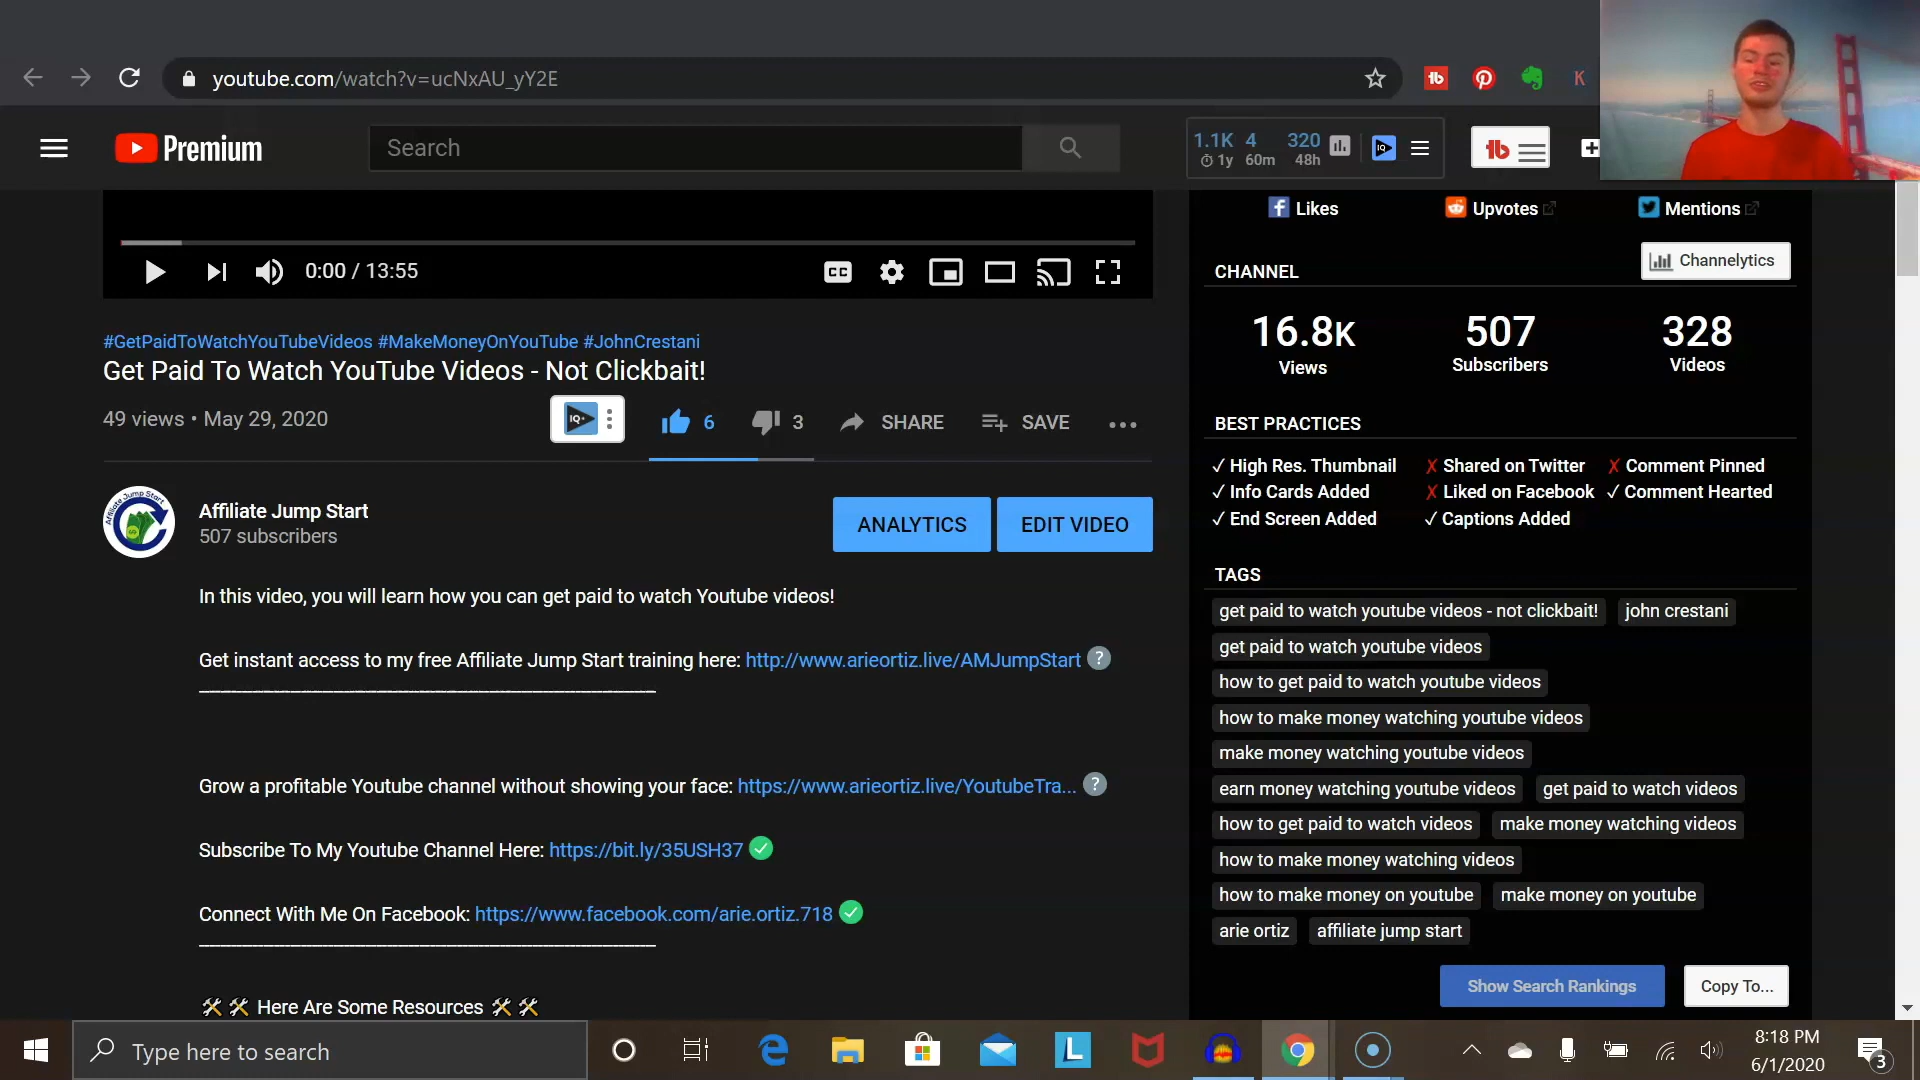 youtube.com/watch?v=ucNxAU_yY2E
Premium
Search
1.1K 4 320
1y 60m 48h
IQ
tb
Likes Upvotes Mentions
0:00 / 13:55
CC
CHANNEL
Channelytics
16.8K 507 328
Views Subscribers Videos
#GetPaidToWatchYouTubeVideos #MakeMoneyOnYouTube #JohnCrestani
Get Paid To Watch YouTube Videos - Not Clickbait!
49 views • May 29, 2020
IQ
6 3 SHARE SAVE
BEST PRACTICES
✓ High Res. Thumbnail ✗ Shared on Twitter ✗ Comment Pinned
✓ Info Cards Added ✗ Liked on Facebook ✓ Comment Hearted
✓ End Screen Added ✓ Captions Added
Affiliate Jump Start
507 subscribers
ANALYTICS EDIT VIDEO
In this video, you will learn how you can get paid to watch Youtube videos!
Get instant access to my free Affiliate Jump Start training here: http://www.arieortiz.live/AMJumpStart ?
Grow a profitable Youtube channel without showing your face: https://www.arieortiz.live/YoutubeTra... ?
Subscribe To My Youtube Channel Here: https://bit.ly/35USH37
Connect With Me On Facebook: https://www.facebook.com/arie.ortiz.718
🛠🛠 Here Are Some Resources 🛠🛠
TAGS
get paid to watch youtube videos - not clickbait! john crestani
get paid to watch youtube videos
how to get paid to watch youtube videos
how to make money watching youtube videos
make money watching youtube videos
earn money watching youtube videos get paid to watch videos
how to get paid to watch videos make money watching videos
how to make money watching videos
how to make money on youtube make money on youtube
arie ortiz affiliate jump start
Show Search Rankings Copy To...
Type here to search
L
8:18 PM
6/1/2020
3